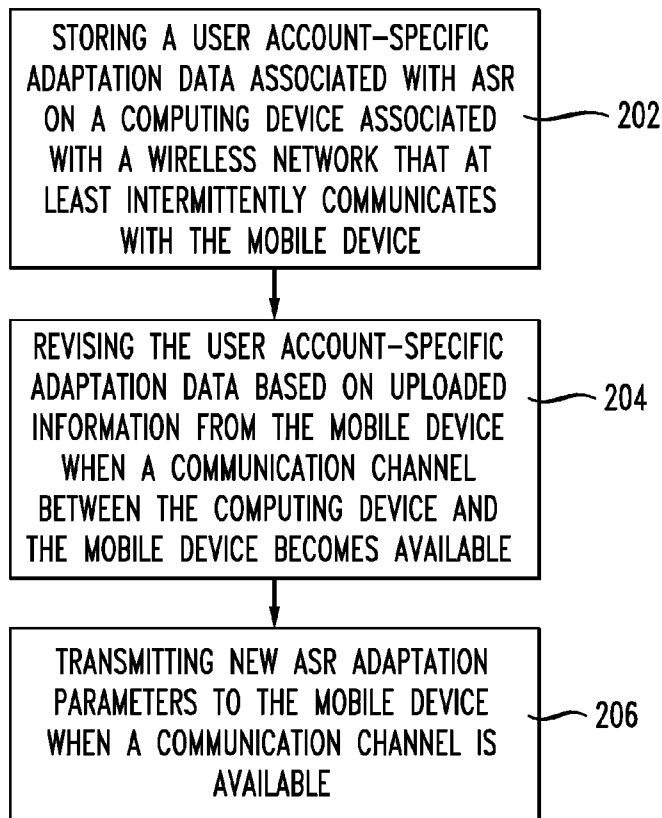 STORING A USER ACCOUNT-SPECIFIC
ADAPTATION DATA ASSOCIATED WITH ASR
ON A COMPUTING DEVICE ASSOCIATED
WITH A WIRELESS NETWORK THAT AT
LEAST INTERMITTENTLY COMMUNICATES
WITH THE MOBILE DEVICE
202
REVISING THE USER ACCOUNT-SPECIFIC
ADAPTATION DATA BASED ON UPLOADED
INFORMATION FROM THE MOBILE DEVICE
WHEN A COMMUNICATION CHANNEL
BETWEEN THE COMPUTING DEVICE AND
THE MOBILE DEVICE BECOMES AVAILABLE
204
TRANSMITTING NEW ASR ADAPTATION
PARAMETERS TO THE MOBILE DEVICE
WHEN A COMMUNICATION CHANNEL IS
AVAILABLE
206